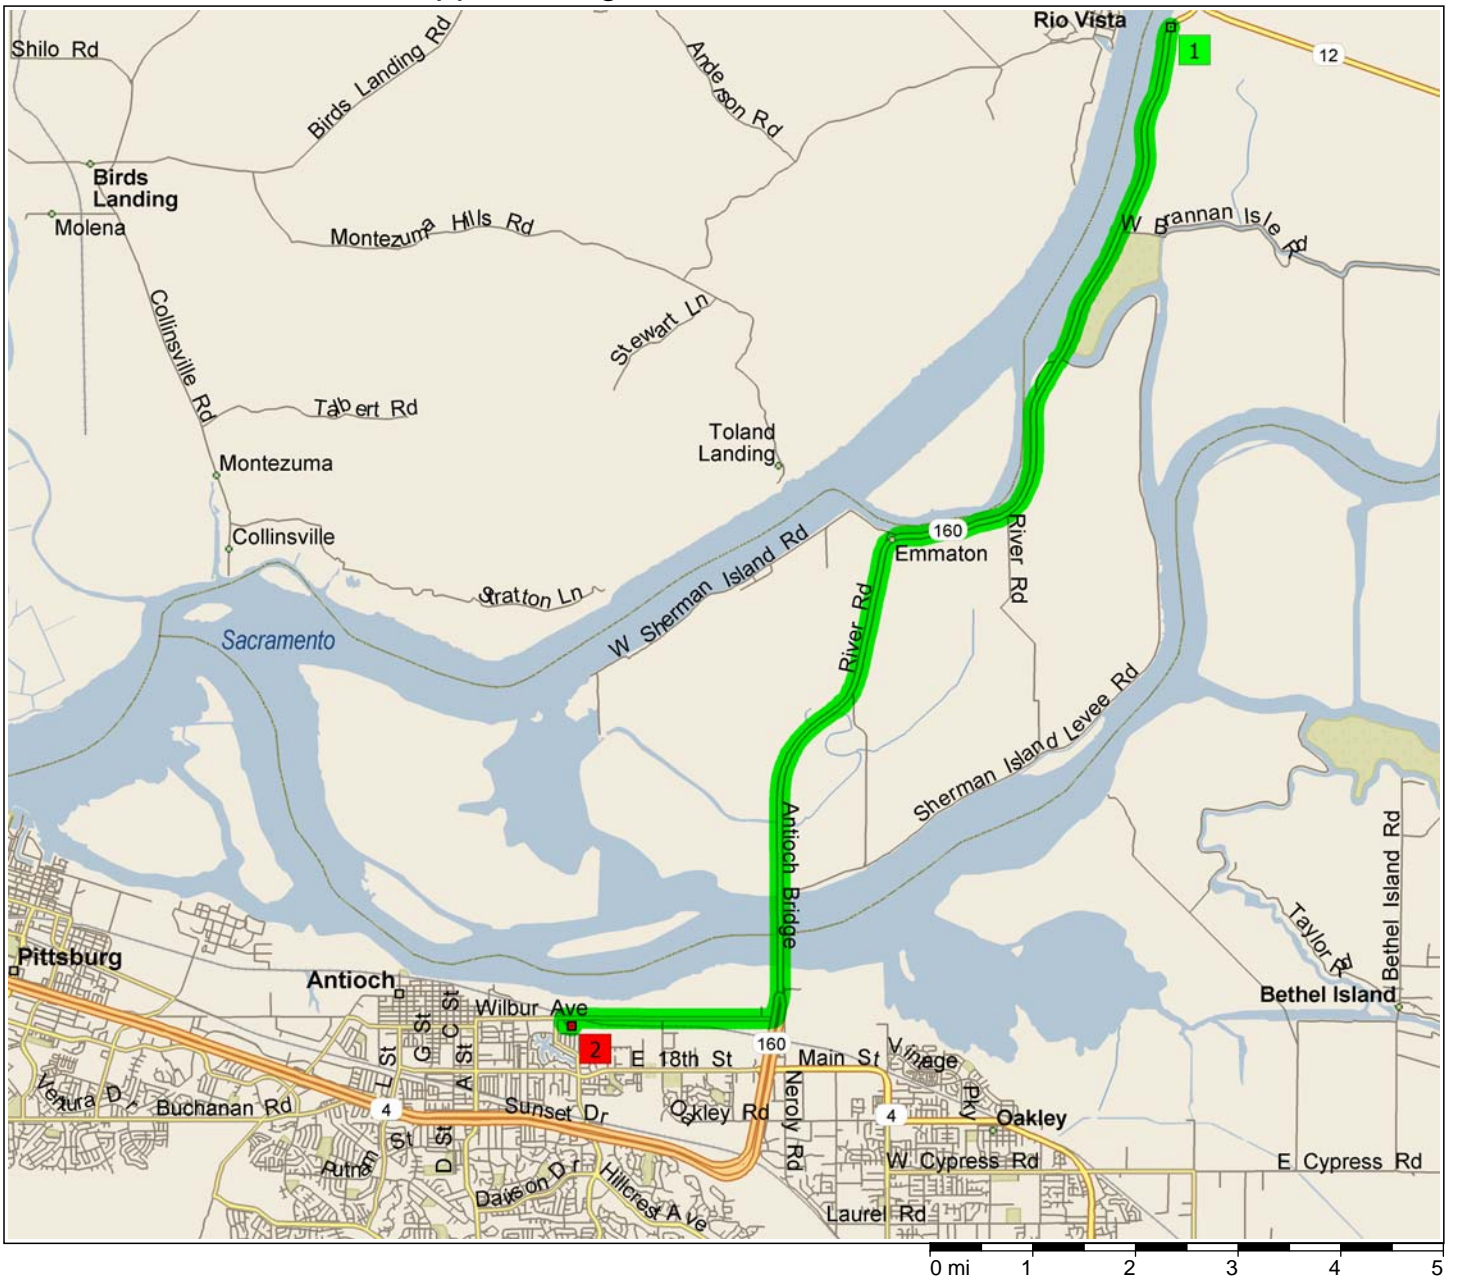 Rio Vista
Shilo Rd
Birds Landing Rd
Anderson Rd
1
12
Birds
Landing
Molena
Montezuma Hills Rd
W Brannan Isle Rd
Collinsville Rd
Stewart Ln
Talbert Rd
Toland
Landing
Montezuma
Collinsville
160
Emmaton
River Rd
Stratton Ln
W Sherman Island Rd
River Rd
Sacramento
Sherman Island Levee Rd
Antioch Bridge
Bethel Island Rd
Taylor Rd
Pittsburg
Antioch
Bethel Island
Wilbur Ave
2
160
L St
G St
C St
A St
E 18th St
Main St
Vintage Pky
Ventura Dr
Buchanan Rd
4
Sunset Dr
Oakley Rd
Neroly Rd
4
Oakley
Putnam St
D St
W Cypress Rd
E Cypress Rd
Davison Dr
Hillcrest Ave
Laurel Rd
0 mi 1 2 3 4 5